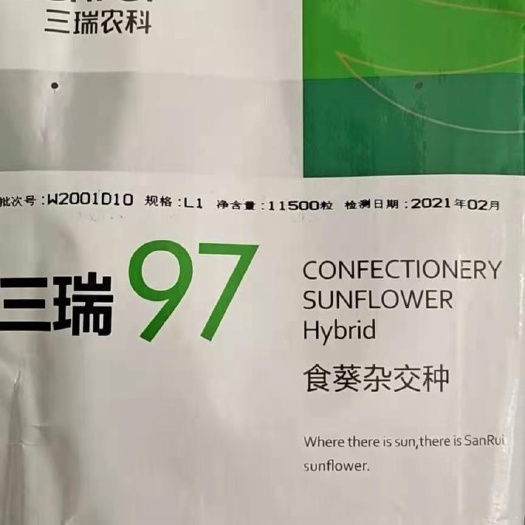 三瑞农科
批次号:W2001D10 规格:L1 净含量:11500粒 检测日期:2021年02月
三瑞97
CONFECTIONERY
SUNFLOWER
Hybrid
食葵杂交种
Where there is sun,there is SanRui
sunflower.